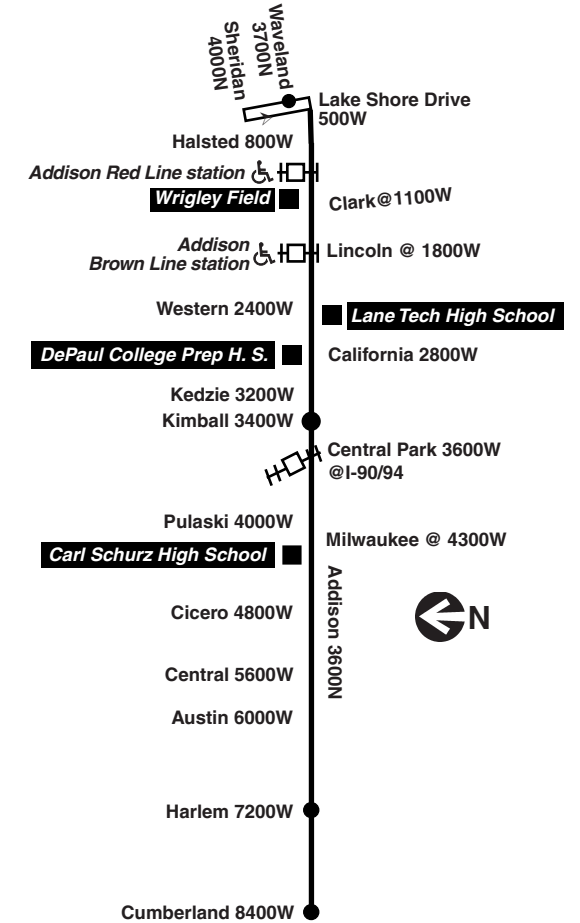 Waveland
3700N
Sheridan
4000N
Lake Shore Drive
500W
Halsted 800W
Addison Red Line station
Wrigley Field
Clark@1100W
Addison
Brown Line station
Lincoln @ 1800W
Western 2400W
Lane Tech High School
DePaul College Prep H. S.
California 2800W
Kedzie 3200W
Kimball 3400W
Central Park 3600W
@I-90/94
Pulaski 4000W
Milwaukee @ 4300W
Carl Schurz High School
Addison 3600N
Cicero 4800W
N
Central 5600W
Austin 6000W
Harlem 7200W
Cumberland 8400W